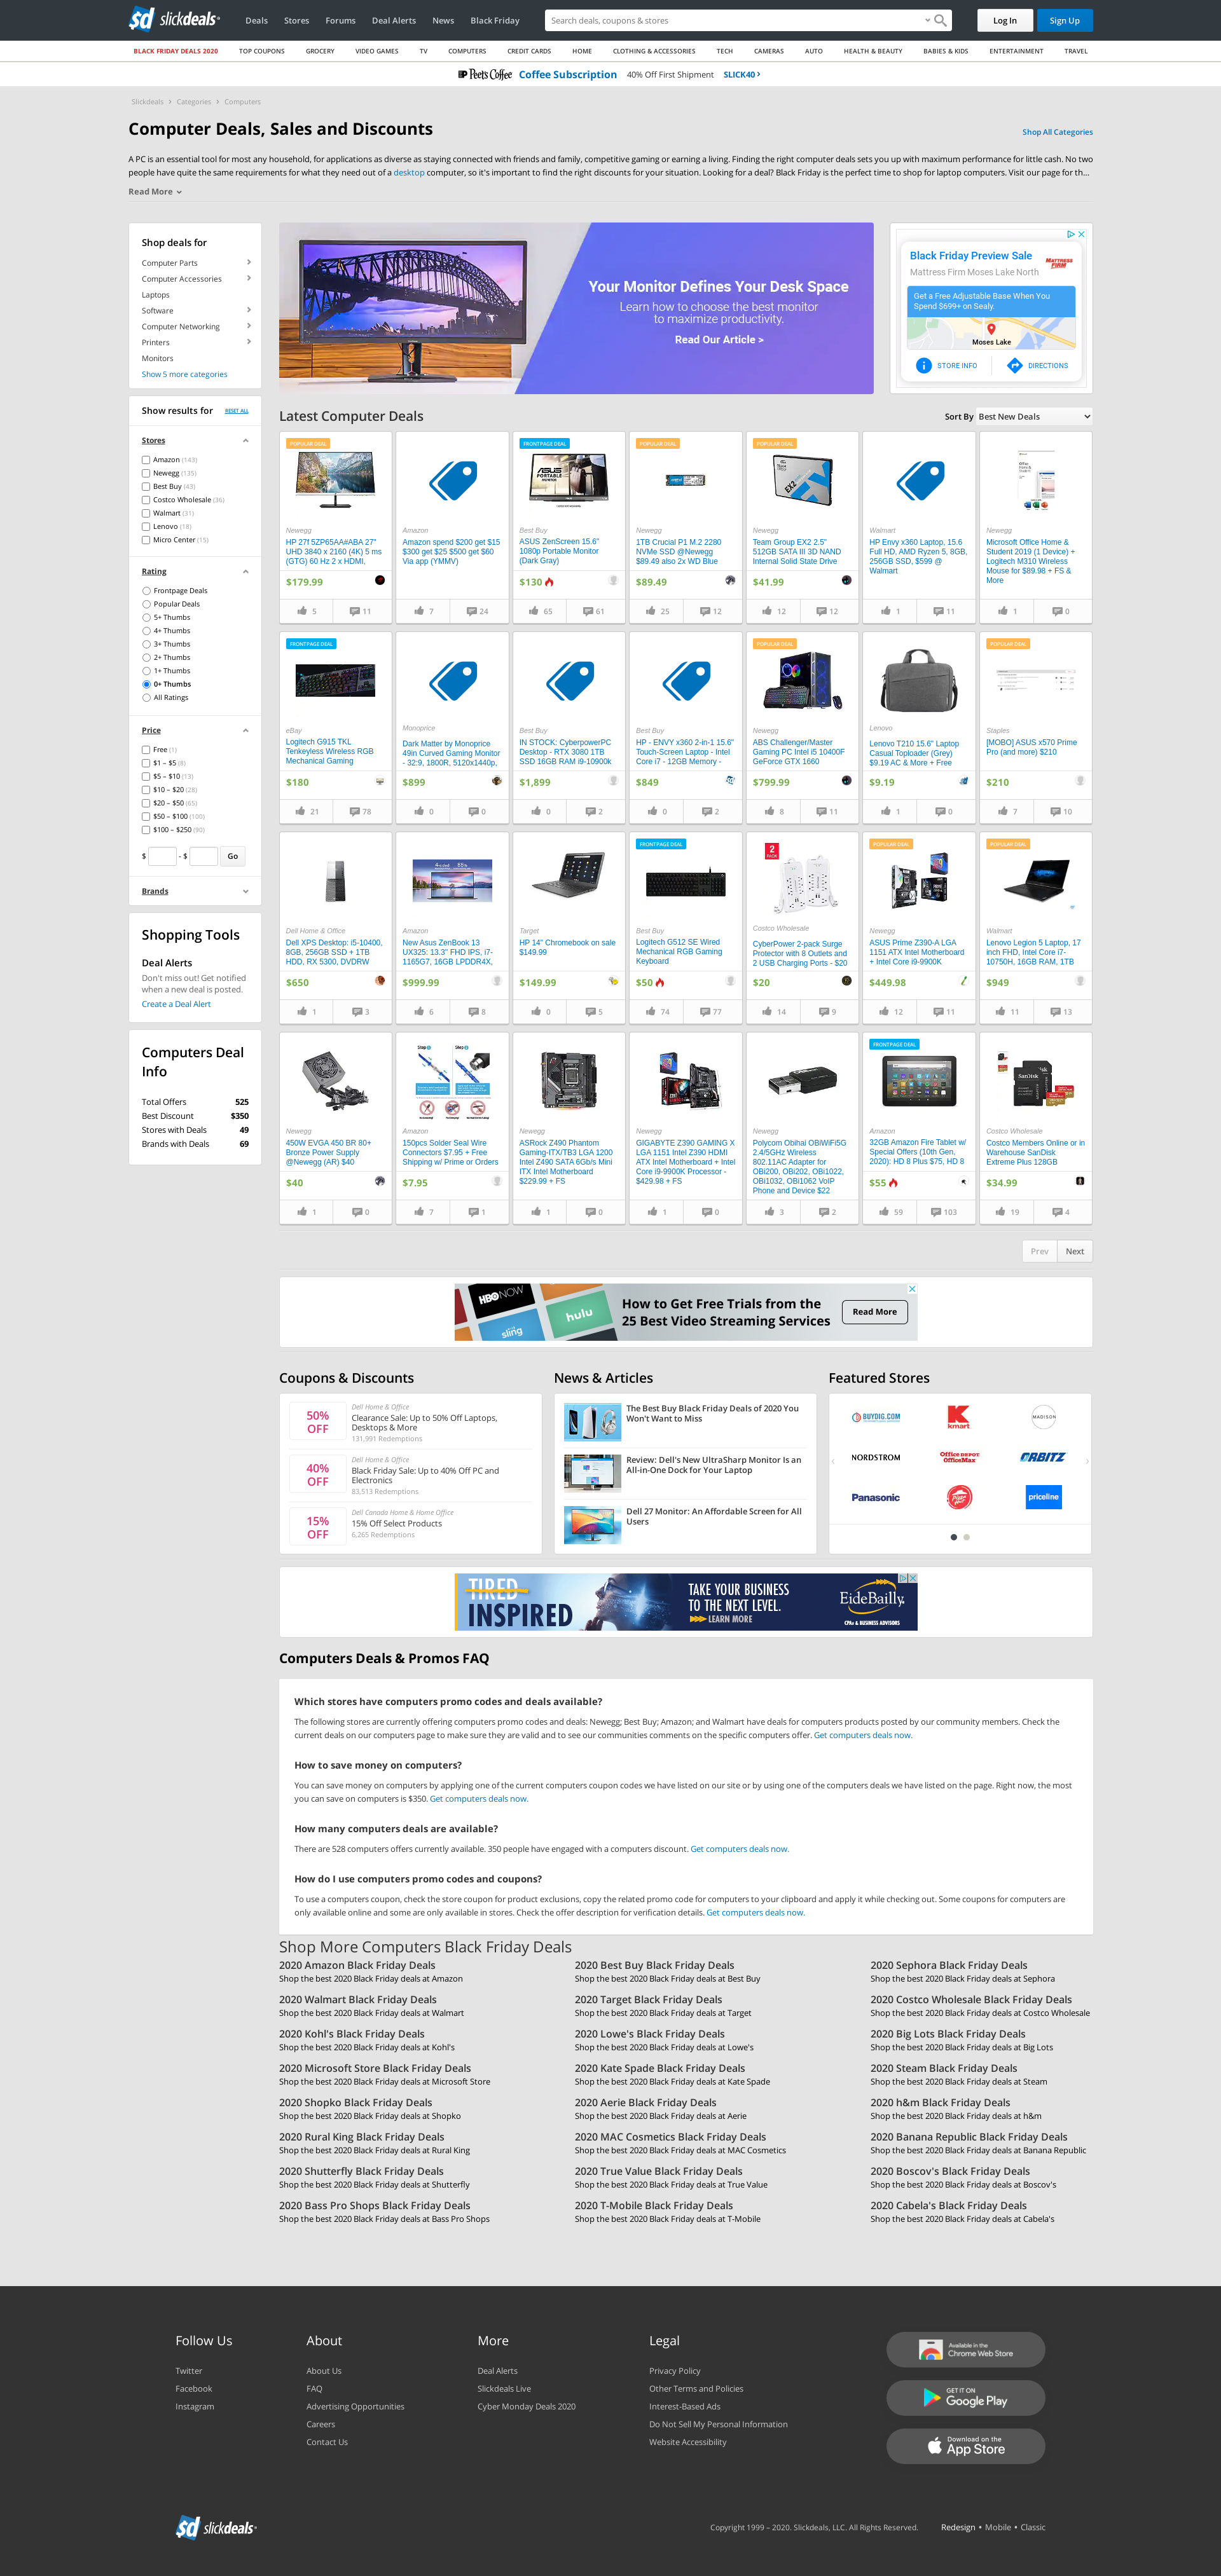 slickdeals
Deals
Stores
Forums
Deal Alerts
News
Black Friday
Search deals, coupons & stores
Log In
Sign Up
BLACK FRIDAY DEALS 2020
TOP COUPONS
GROCERY
VIDEO GAMES
TV
COMPUTERS
CREDIT CARDS
HOME
CLOTHING & ACCESSORIES
TECH
CAMERAS
AUTO
HEALTH & BEAUTY
BABIES & KIDS
ENTERTAINMENT
TRAVEL
Peet's Coffee Coffee Subscription 40% Off First Shipment SLICK40 >
Slickdeals > Categories > Computers
Computer Deals, Sales and Discounts
Shop All Categories
A PC is an essential tool for most any household, for applications as diverse as staying connected with friends and family, competitive gaming or earning a living. Finding the right computer deals sets you up with maximum performance for little cash. No two
people have quite the same requirements for what they need out of a desktop computer, so it's important to find the right discounts for your situation. Looking for a deal? Black Friday is the perfect time to shop for laptop computers. Visit our page for th...
Read More
Shop deals for
Computer Parts
Computer Accessories
Laptops
Software
Computer Networking
Printers
Monitors
Show 5 more categories
Show results for
RESET ALL
Stores
Amazon (143)
Newegg (135)
Best Buy (43)
Costco Wholesale (36)
Walmart (31)
Lenovo (18)
Micro Center (15)
Rating
Frontpage Deals
Popular Deals
5+ Thumbs
4+ Thumbs
3+ Thumbs
2+ Thumbs
1+ Thumbs
0+ Thumbs
All Ratings
Price
Free (1)
$1 – $5 (8)
$5 – $10 (13)
$10 – $20 (28)
$20 – $50 (65)
$50 – $100 (100)
$100 – $250 (90)
$ - $ Go
Brands
Shopping Tools
Deal Alerts
Don't miss out! Get notified
when a new deal is posted.
Create a Deal Alert
Computers Deal
Info
Total Offers 525
Best Discount $350
Stores with Deals 49
Brands with Deals 69
Your Monitor Defines Your Desk Space
Learn how to choose the best monitor
to maximize productivity.
Read Our Article >
Black Friday Preview Sale
Mattress Firm Moses Lake North
MATTRESS FIRM
Get a Free Adjustable Base When You
Spend $699+ on Sealy.
Moses Lake
STORE INFO
DIRECTIONS
Latest Computer Deals
Sort By Best New Deals
POPULAR DEAL
Newegg
HP 27f 5ZP65AA#ABA 27"
UHD 3840 x 2160 (4K) 5 ms
(GTG) 60 Hz 2 x HDMI,
$179.99
5 11
Amazon
Amazon spend $200 get $15
$300 get $25 $500 get $60
Via app (YMMV)
7 24
FRONTPAGE DEAL
ASUS
PORTABLE
MONITOR
Best Buy
ASUS ZenScreen 15.6"
1080p Portable Monitor
(Dark Gray)
$130
65 61
POPULAR DEAL
Newegg
1TB Crucial P1 M.2 2280
NVMe SSD @Newegg
$89.49 also 2x WD Blue
$89.49
25 12
POPULAR DEAL
EX2
Newegg
Team Group EX2 2.5"
512GB SATA III 3D NAND
Internal Solid State Drive
$41.99
12 12
Walmart
HP Envy x360 Laptop, 15.6
Full HD, AMD Ryzen 5, 8GB,
256GB SSD, $599 @
Walmart
1 11
Newegg
Microsoft Office Home &
Student 2019 (1 Device) +
Logitech M310 Wireless
Mouse for $89.98 + FS &
More
1 0
FRONTPAGE DEAL
eBay
Logitech G915 TKL
Tenkeyless Wireless RGB
Mechanical Gaming
$180
21 78
Monoprice
Dark Matter by Monoprice
49in Curved Gaming Monitor
- 32:9, 1800R, 5120x1440p,
$899
0 0
Best Buy
IN STOCK: CyberpowerPC
Desktop - RTX 3080 1TB
SSD 16GB RAM i9-10900k
$1,899
0 2
Best Buy
HP - ENVY x360 2-in-1 15.6"
Touch-Screen Laptop - Intel
Core i7 - 12GB Memory -
$849
0 2
POPULAR DEAL
Newegg
ABS Challenger/Master
Gaming PC Intel i5 10400F
GeForce GTX 1660
$799.99
8 11
Lenovo
Lenovo T210 15.6" Laptop
Casual Toploader (Grey)
$9.19 AC & More + Free
$9.19
1 0
POPULAR DEAL
Staples
[MOBO] ASUS x570 Prime
Pro (and more) $210
$210
7 10
Dell Home & Office
Dell XPS Desktop: i5-10400,
8GB, 256GB SSD + 1TB
HDD, RX 5300, DVDRW
$650
1 3
Amazon
New Asus ZenBook 13
UX325: 13.3" FHD IPS, i7-
1165G7, 16GB LPDDR4X,
$999.99
6 8
Target
HP 14" Chromebook on sale
$149.99
$149.99
0 5
FRONTPAGE DEAL
Best Buy
Logitech G512 SE Wired
Mechanical RGB Gaming
Keyboard
$50
74 77
2 PACK
Costco Wholesale
CyberPower 2-pack Surge
Protector with 8 Outlets and
2 USB Charging Ports - $20
$20
14 9
POPULAR DEAL
Newegg
ASUS Prime Z390-A LGA
1151 ATX Intel Motherboard
+ Intel Core i9-9900K
$449.98
12 11
POPULAR DEAL
Walmart
Lenovo Legion 5 Laptop, 17
inch FHD, Intel Core i7-
10750H, 16GB RAM, 1TB
$949
11 13
Newegg
450W EVGA 450 BR 80+
Bronze Power Supply
@Newegg (AR) $40
$40
1 0
Amazon
150pcs Solder Seal Wire
Connectors $7.95 + Free
Shipping w/ Prime or Orders
$7.95
7 1
Newegg
ASRock Z490 Phantom
Gaming-ITX/TB3 LGA 1200
Intel Z490 SATA 6Gb/s Mini
ITX Intel Motherboard
$229.99 + FS
1 0
Newegg
GIGABYTE Z390 GAMING X
LGA 1151 Intel Z390 HDMI
ATX Intel Motherboard + Intel
Core i9-9900K Processor -
$429.98 + FS
1 0
Newegg
Polycom Obihai OBiWiFi5G
2.4/5GHz Wireless
802.11AC Adapter for
OBi200, OBi202, OBi1022,
OBi1032, OBi1062 VoIP
Phone and Device $22
3 2
FRONTPAGE DEAL
Amazon
32GB Amazon Fire Tablet w/
Special Offers (10th Gen,
2020): HD 8 Plus $75, HD 8
$55
59 103
SanDisk
Costco Wholesale
Costco Members Online or in
Warehouse SanDisk
Extreme Plus 128GB
$34.99
19 4
Prev
Next
HBO NOW
hulu
sling
How to Get Free Trials from the
25 Best Video Streaming Services
Read More
Coupons & Discounts
50%
OFF
Dell Home & Office
Clearance Sale: Up to 50% Off Laptops,
Desktops & More
131,991 Redemptions
40%
OFF
Dell Home & Office
Black Friday Sale: Up to 40% Off PC and
Electronics
83,513 Redemptions
15%
OFF
Dell Canada Home & Home Office
15% Off Select Products
6,265 Redemptions
News & Articles
The Best Buy Black Friday Deals of 2020 You
Won't Want to Miss
Review: Dell's New UltraSharp Monitor Is an
All-in-One Dock for Your Laptop
Dell 27 Monitor: An Affordable Screen for All
Users
Featured Stores
BUYDIG.COM
kmart
MADISON
NORDSTROM
Office DEPOT
OfficeMax
ORBITZ
Panasonic
Pizza Hut
priceline
TIRED
INSPIRED
TAKE YOUR BUSINESS
TO THE NEXT LEVEL.
LEARN MORE
EideBailly
CPAs & BUSINESS ADVISORS
Computers Deals & Promos FAQ
Which stores have computers promo codes and deals available?
The following stores are currently offering computers promo codes and deals: Newegg; Best Buy; Amazon; and Walmart have deals for computers products posted by our community members. Check the
current deals on our computers page to make sure they are valid and to see our communities comments on the specific computers offer. Get computers deals now.
How to save money on computers?
You can save money on computers by applying one of the current computers coupon codes we have listed on our site or by using one of the computers deals we have listed on the page. Right now, the most
you can save on computers is $350. Get computers deals now.
How many computers deals are available?
There are 528 computers offers currently available. 350 people have engaged with a computers discount. Get computers deals now.
How do I use computers promo codes and coupons?
To use a computers coupon, check the store coupon for product exclusions, copy the related promo code for computers to your clipboard and apply it while checking out. Some coupons for computers are
only available online and some are only available in stores. Check the offer description for verification details. Get computers deals now.
Shop More Computers Black Friday Deals
2020 Amazon Black Friday Deals
Shop the best 2020 Black Friday deals at Amazon
2020 Best Buy Black Friday Deals
Shop the best 2020 Black Friday deals at Best Buy
2020 Sephora Black Friday Deals
Shop the best 2020 Black Friday deals at Sephora
2020 Walmart Black Friday Deals
Shop the best 2020 Black Friday deals at Walmart
2020 Target Black Friday Deals
Shop the best 2020 Black Friday deals at Target
2020 Costco Wholesale Black Friday Deals
Shop the best 2020 Black Friday deals at Costco Wholesale
2020 Kohl's Black Friday Deals
Shop the best 2020 Black Friday deals at Kohl's
2020 Lowe's Black Friday Deals
Shop the best 2020 Black Friday deals at Lowe's
2020 Big Lots Black Friday Deals
Shop the best 2020 Black Friday deals at Big Lots
2020 Microsoft Store Black Friday Deals
Shop the best 2020 Black Friday deals at Microsoft Store
2020 Kate Spade Black Friday Deals
Shop the best 2020 Black Friday deals at Kate Spade
2020 Steam Black Friday Deals
Shop the best 2020 Black Friday deals at Steam
2020 Shopko Black Friday Deals
Shop the best 2020 Black Friday deals at Shopko
2020 Aerie Black Friday Deals
Shop the best 2020 Black Friday deals at Aerie
2020 h&m Black Friday Deals
Shop the best 2020 Black Friday deals at h&m
2020 Rural King Black Friday Deals
Shop the best 2020 Black Friday deals at Rural King
2020 MAC Cosmetics Black Friday Deals
Shop the best 2020 Black Friday deals at MAC Cosmetics
2020 Banana Republic Black Friday Deals
Shop the best 2020 Black Friday deals at Banana Republic
2020 Shutterfly Black Friday Deals
Shop the best 2020 Black Friday deals at Shutterfly
2020 True Value Black Friday Deals
Shop the best 2020 Black Friday deals at True Value
2020 Boscov's Black Friday Deals
Shop the best 2020 Black Friday deals at Boscov's
2020 Bass Pro Shops Black Friday Deals
Shop the best 2020 Black Friday deals at Bass Pro Shops
2020 T-Mobile Black Friday Deals
Shop the best 2020 Black Friday deals at T-Mobile
2020 Cabela's Black Friday Deals
Shop the best 2020 Black Friday deals at Cabela's
Follow Us
Twitter
Facebook
Instagram
About
About Us
FAQ
Advertising Opportunities
Careers
Contact Us
More
Deal Alerts
Slickdeals Live
Cyber Monday Deals 2020
Legal
Privacy Policy
Other Terms and Policies
Interest-Based Ads
Do Not Sell My Personal Information
Website Accessibility
Available in the
Chrome Web Store
GET IT ON
Google Play
Download on the
App Store
slickdeals
Copyright 1999 – 2020. Slickdeals, LLC. All Rights Reserved.
Redesign • Mobile • Classic